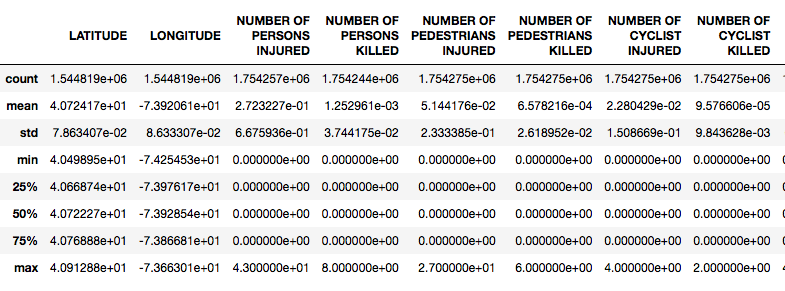 LATITUDE LONGITUDE NUMBER OF PERSONS INJURED NUMBER OF PERSONS KILLED NUMBER OF PEDESTRIANS INJURED NUMBER OF PEDESTRIANS KILLED NUMBER OF CYCLIST INJURED NUMBER OF CYCLIST KILLED
count 1.544819e+06 1.544819e+06 1.754257e+06 1.754244e+06 1.754275e+06 1.754275e+06 1.754275e+06 1.754275e+06
mean 4.072417e+01 -7.392061e+01 2.723227e-01 1.252961e-03 5.144176e-02 6.578216e-04 2.280429e-02 9.576606e-05
std 7.863407e-02 8.633307e-02 6.675936e-01 3.744175e-02 2.333385e-01 2.618952e-02 1.508669e-01 9.843628e-03
min 4.049895e+01 -7.425453e+01 0.000000e+00 0.000000e+00 0.000000e+00 0.000000e+00 0.000000e+00 0.000000e+00
25% 4.066874e+01 -7.397617e+01 0.000000e+00 0.000000e+00 0.000000e+00 0.000000e+00 0.000000e+00 0.000000e+00
50% 4.072227e+01 -7.392854e+01 0.000000e+00 0.000000e+00 0.000000e+00 0.000000e+00 0.000000e+00 0.000000e+00
75% 4.076888e+01 -7.386681e+01 0.000000e+00 0.000000e+00 0.000000e+00 0.000000e+00 0.000000e+00 0.000000e+00
max 4.091288e+01 -7.366301e+01 4.300000e+01 8.000000e+00 2.700000e+01 6.000000e+00 4.000000e+00 2.000000e+00